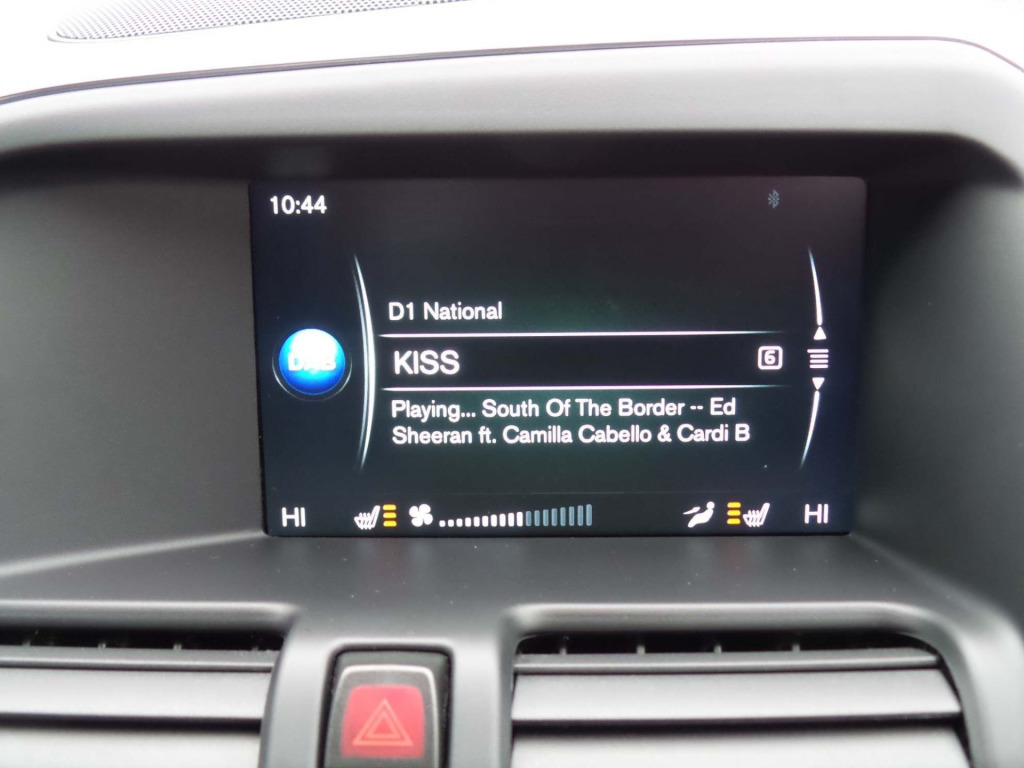 10:44
D1 National
DAB
KISS
6
Playing... South Of The Border -- Ed
Sheeran ft. Camilla Cabello & Cardi B
HI
HI